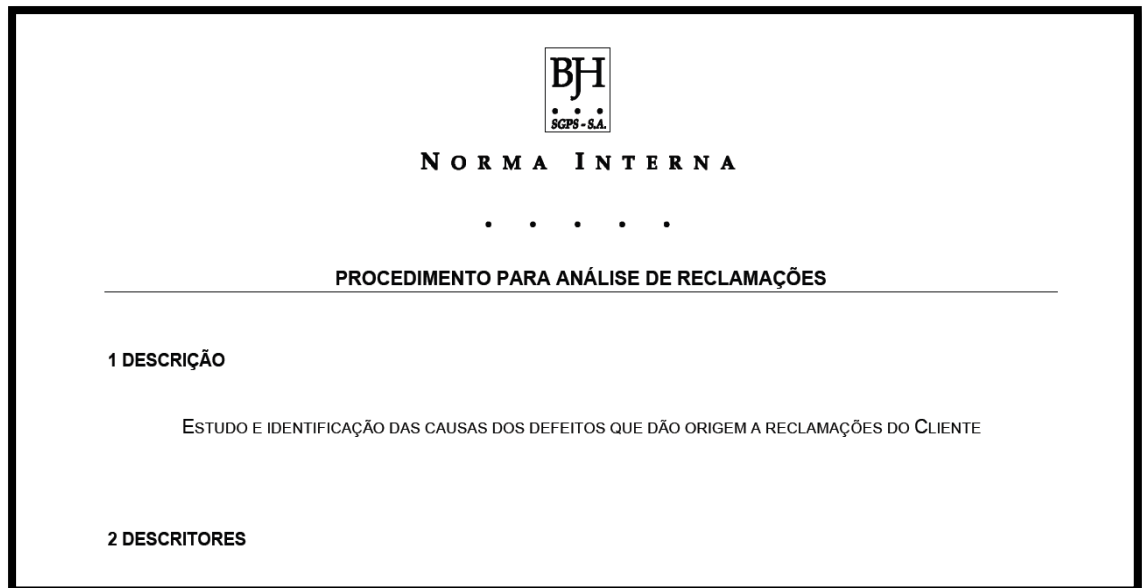 BJH
SGPS - S.A.
NORMA INTERNA
PROCEDIMENTO PARA ANÁLISE DE RECLAMAÇÕES
1 DESCRIÇÃO
ESTUDO E IDENTIFICAÇÃO DAS CAUSAS DOS DEFEITOS QUE DÃO ORIGEM A RECLAMAÇÕES DO CLIENTE
2 DESCRITORES